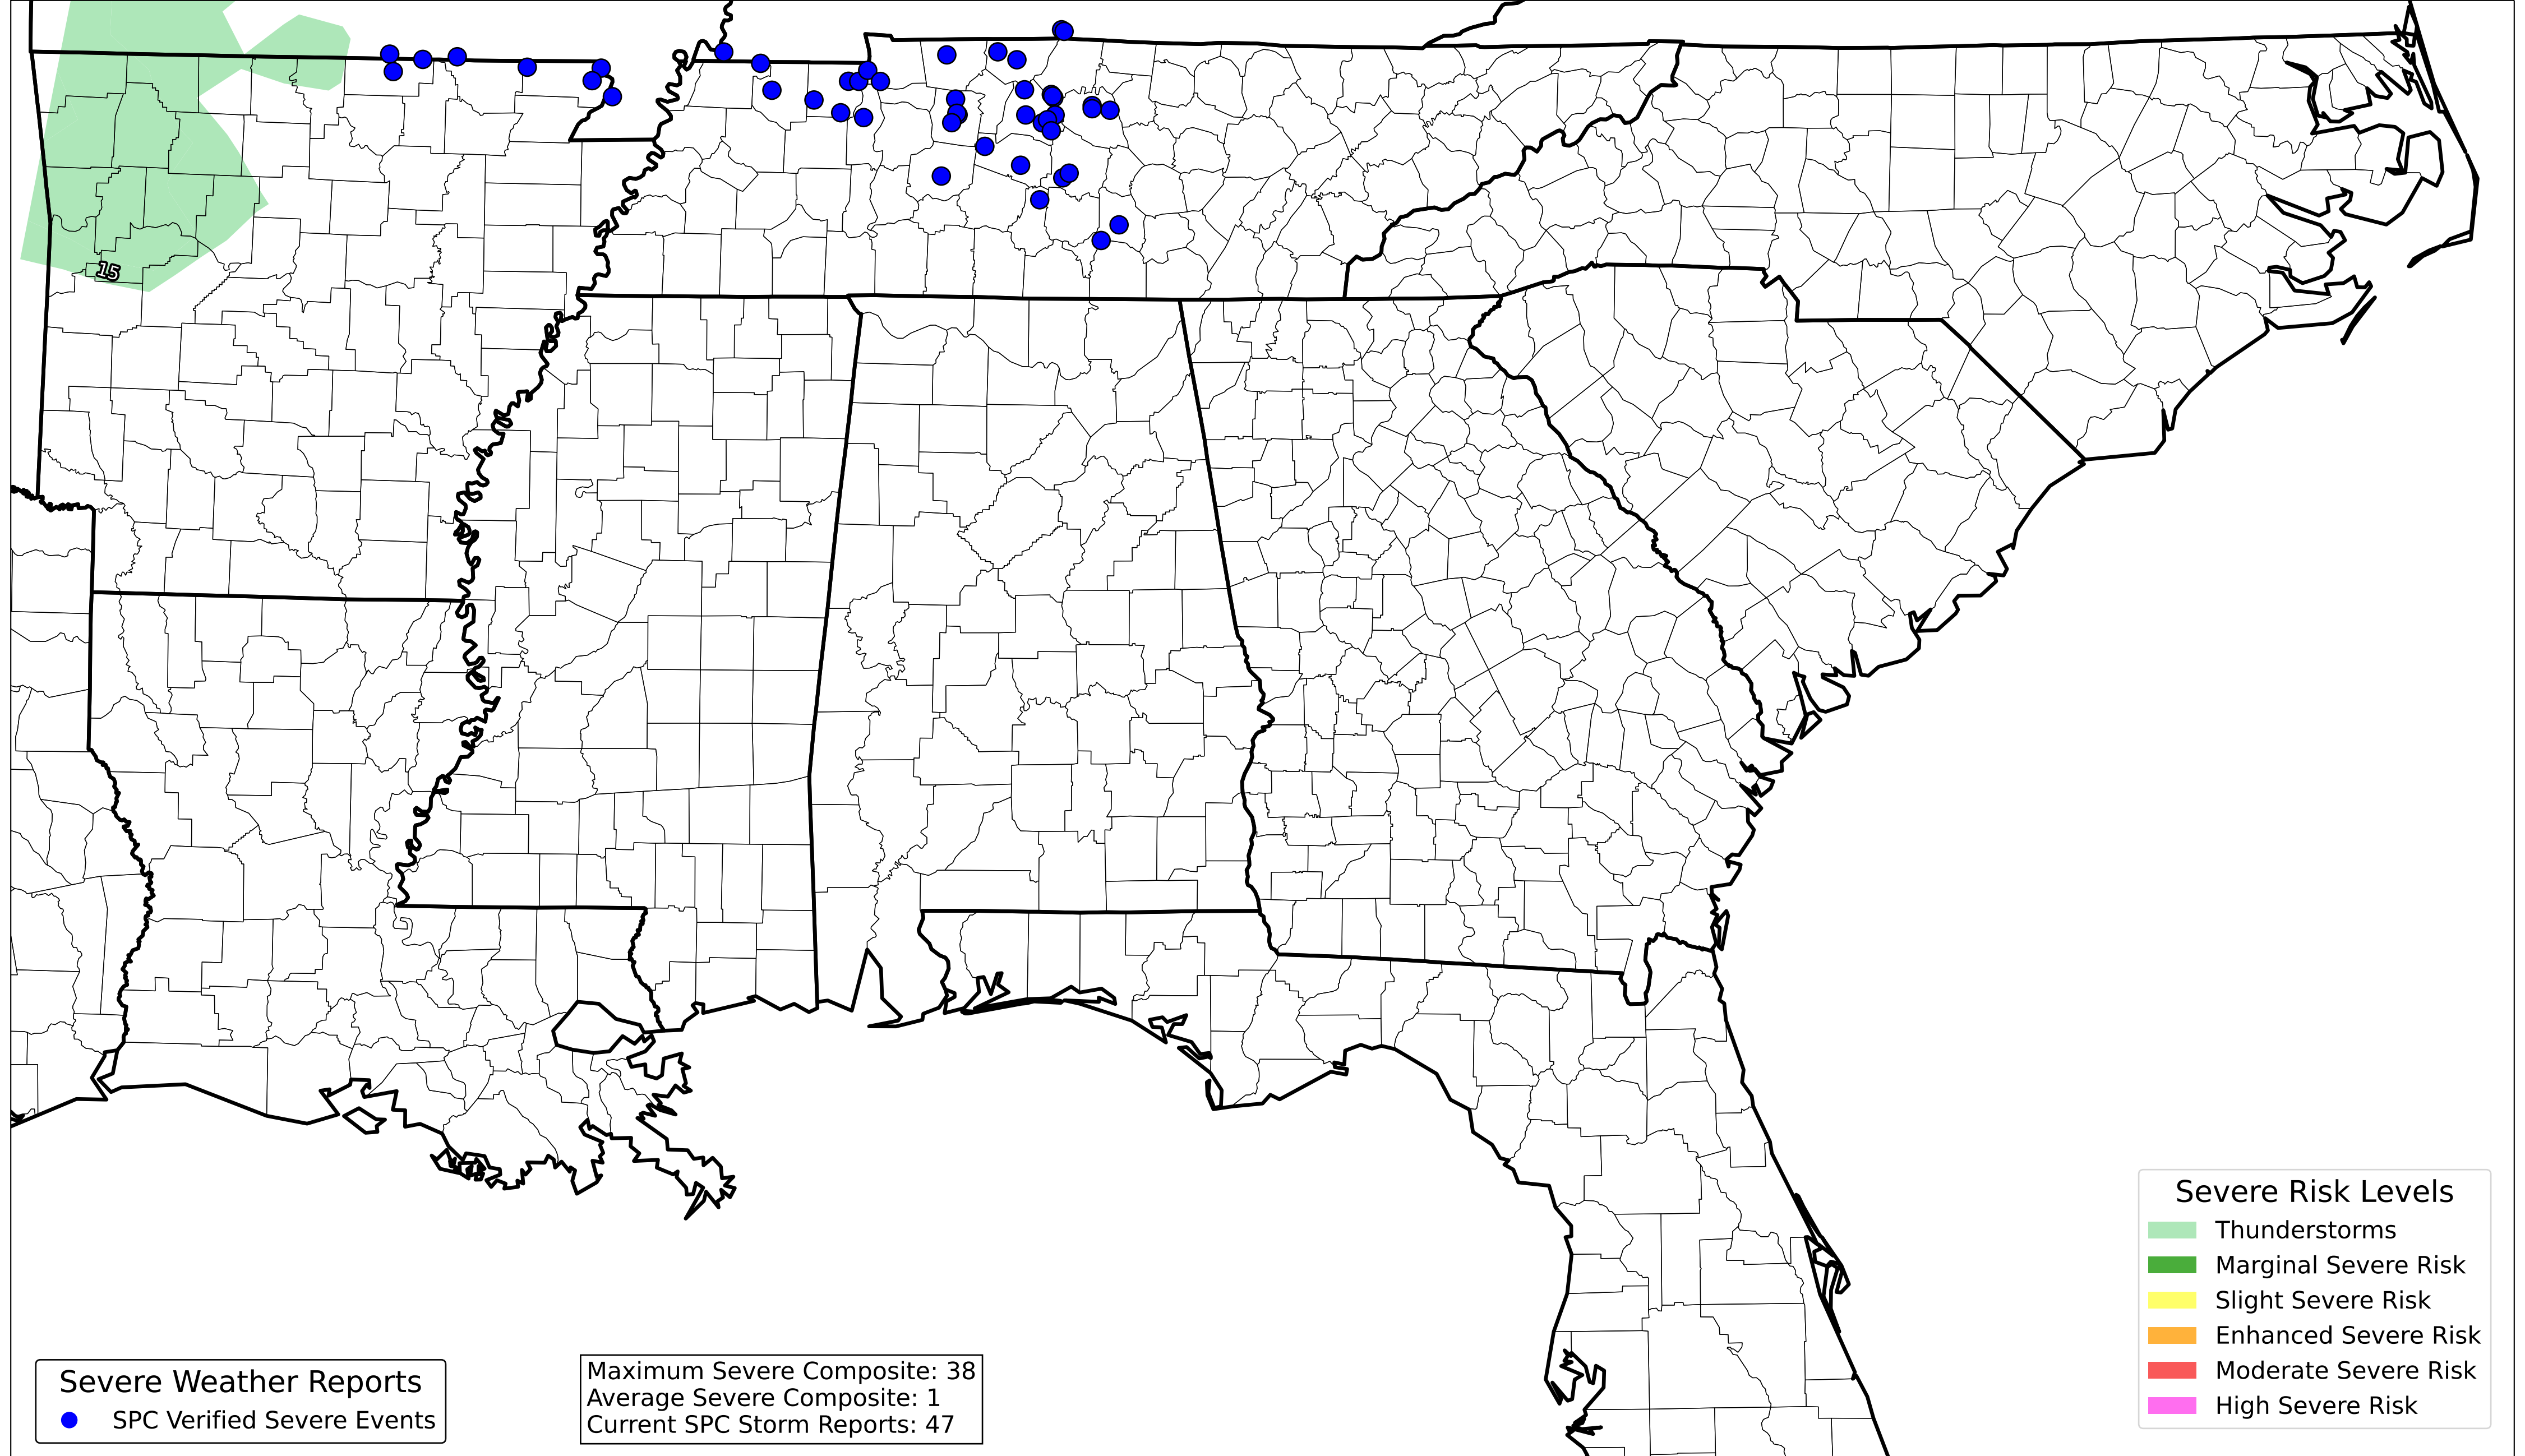 15
Severe Weather Reports
SPC Verified Severe Events
Maximum Severe Composite: 38
Average Severe Composite: 1
Current SPC Storm Reports: 47
Severe Risk Levels
Thunderstorms
Marginal Severe Risk
Slight Severe Risk
Enhanced Severe Risk
Moderate Severe Risk
High Severe Risk